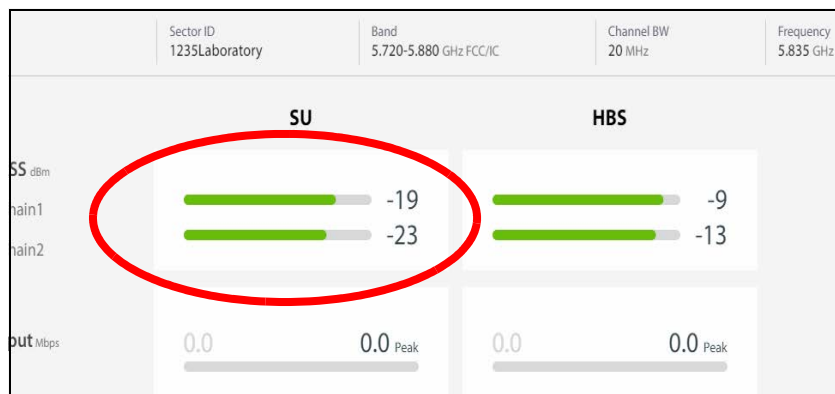 Sector ID Band Channel BW Frequency
1235Laboratory 5.720-5.880 GHz FCC/IC 20 MHz 5.835 GHz
SU HBS
SS dBm
hain1 -19 -9
hain2 -23 -13
put Mbps 0.0 0.0 Peak 0.0 0.0 Peak